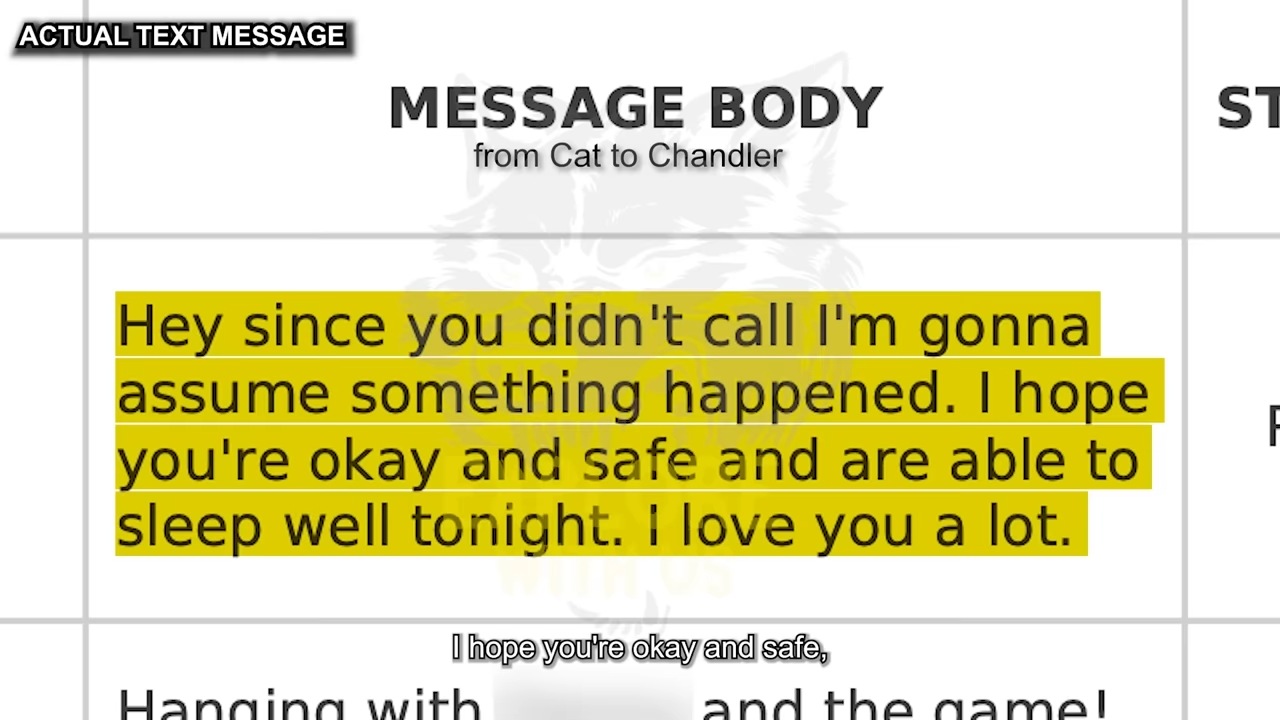 ACTUAL TEXT MESSAGE
MESSAGE BODY
ST
from Cat to Chandler
Hey since you didn't call I'm gonna
assume something happened. I hope
you're okay and safe and are able to
sleep well tonight. I love you a lot.
WITH US
I hope you're okay and safe,
Hanging with and the game!